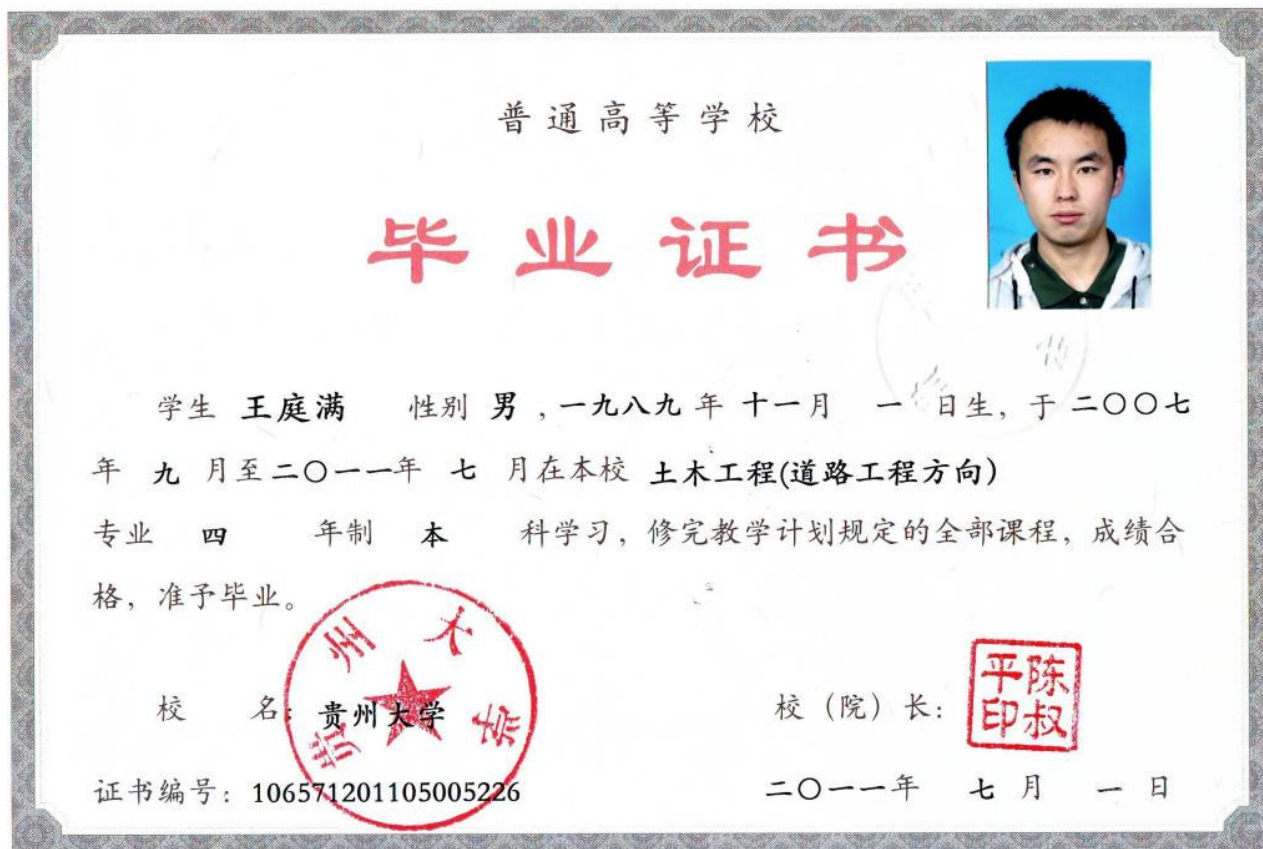 普通高等学校
毕业证书
学生 王庭满 性别 男 ,一九八九 年 十一月 一 日生, 于 二〇〇七
年 九 月至二〇一一年 七 月在本校 土木工程(道路工程方向)
专业 四 年制 本 科学习, 修完教学计划规定的全部课程, 成绩合
格, 准予毕业。
贵州大学
校 名: 贵州大学
校 (院) 长:
陈叔平印
证书编号: 106571201105005226
二〇一一年 七 月 一 日